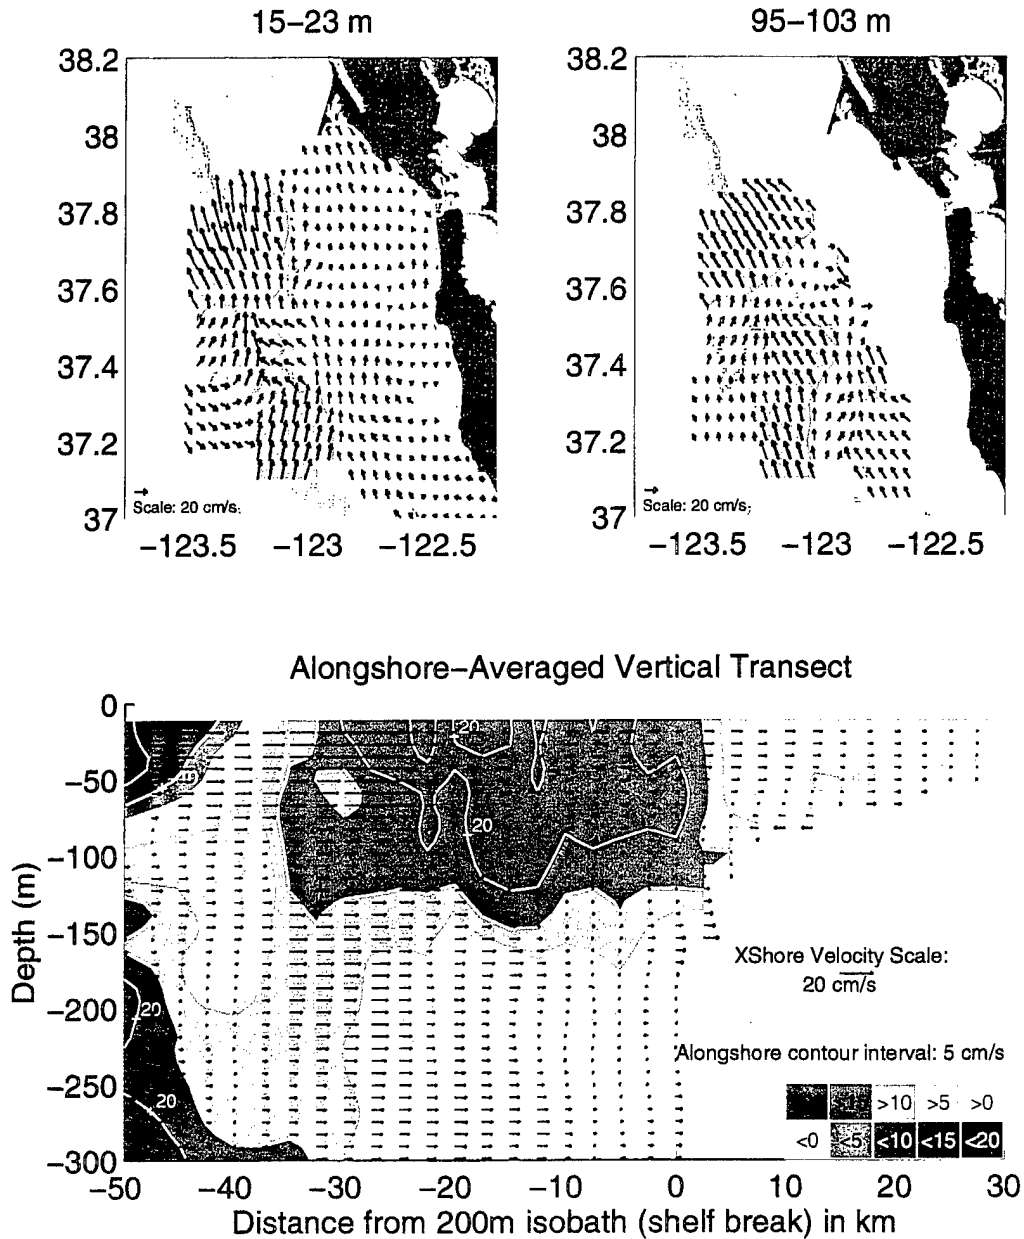 15−23 m
95−103 m
38.2
38
37.8
37.6
37.4
37.2
37
Scale: 20 cm/s
−123.5 −123 −122.5
38.2
38
37.8
37.6
37.4
37.2
37
Scale: 20 cm/s
−123.5 −123 −122.5
Alongshore−Averaged Vertical Transect
Depth (m)
0
−50
−100
−150
−200
−250
−300
20
20
20
20
XShore Velocity Scale:
20 cm/s
Alongshore contour interval: 5 cm/s
>10 >5 >0
<0 <5 <10 <15 <20
−50 −40 −30 −20 −10 0 10 20 30
Distance from 200m isobath (shelf break) in km